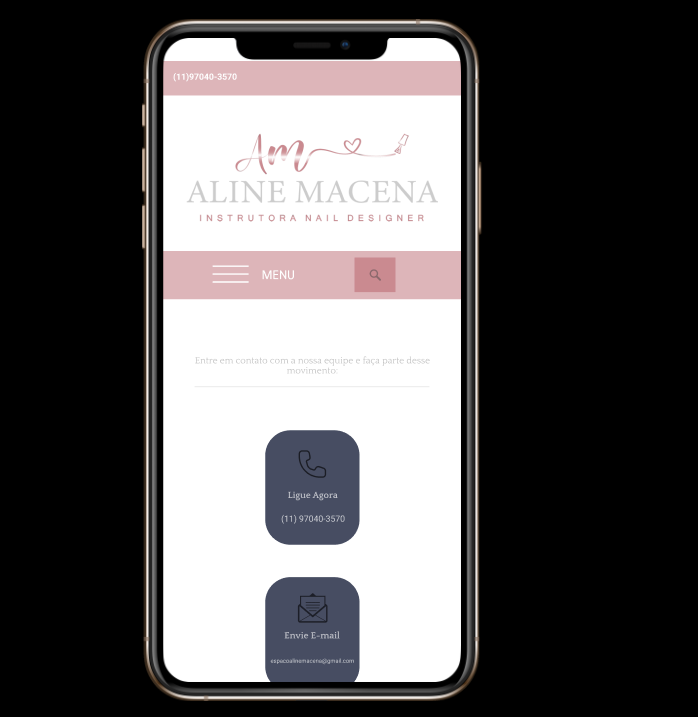 (11)97040-3570
Am
ALINE MACENA
INSTRUTORA NAIL DESIGNER
MENU
Entre em contato com a nossa equipe e faça parte desse
movimento:
Ligue Agora
(11) 97040-3570
Envie E-mail
espacoalinemacena@gmail.com